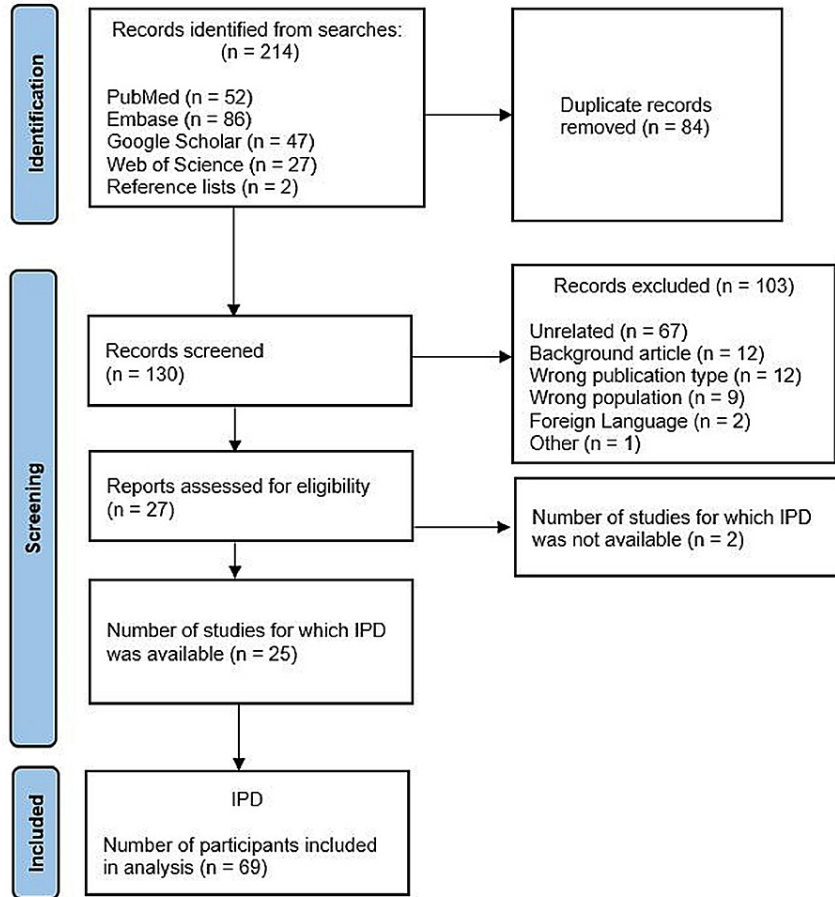 Identification
Records identified from searches:
(n = 214)
PubMed (n = 52)
Embase (n = 86)
Google Scholar (n = 47)
Web of Science (n = 27)
Reference lists (n = 2)
Duplicate records
removed (n = 84)
Screening
Records screened
(n = 130)
Records excluded (n = 103)
Unrelated (n = 67)
Background article (n = 12)
Wrong publication type (n = 12)
Wrong population (n = 9)
Foreign Language (n = 2)
Other (n = 1)
Reports assessed for eligibility
(n = 27)
Number of studies for which IPD
was not available (n = 2)
Number of studies for which IPD
was available (n = 25)
Included
IPD
Number of participants included
in analysis (n = 69)